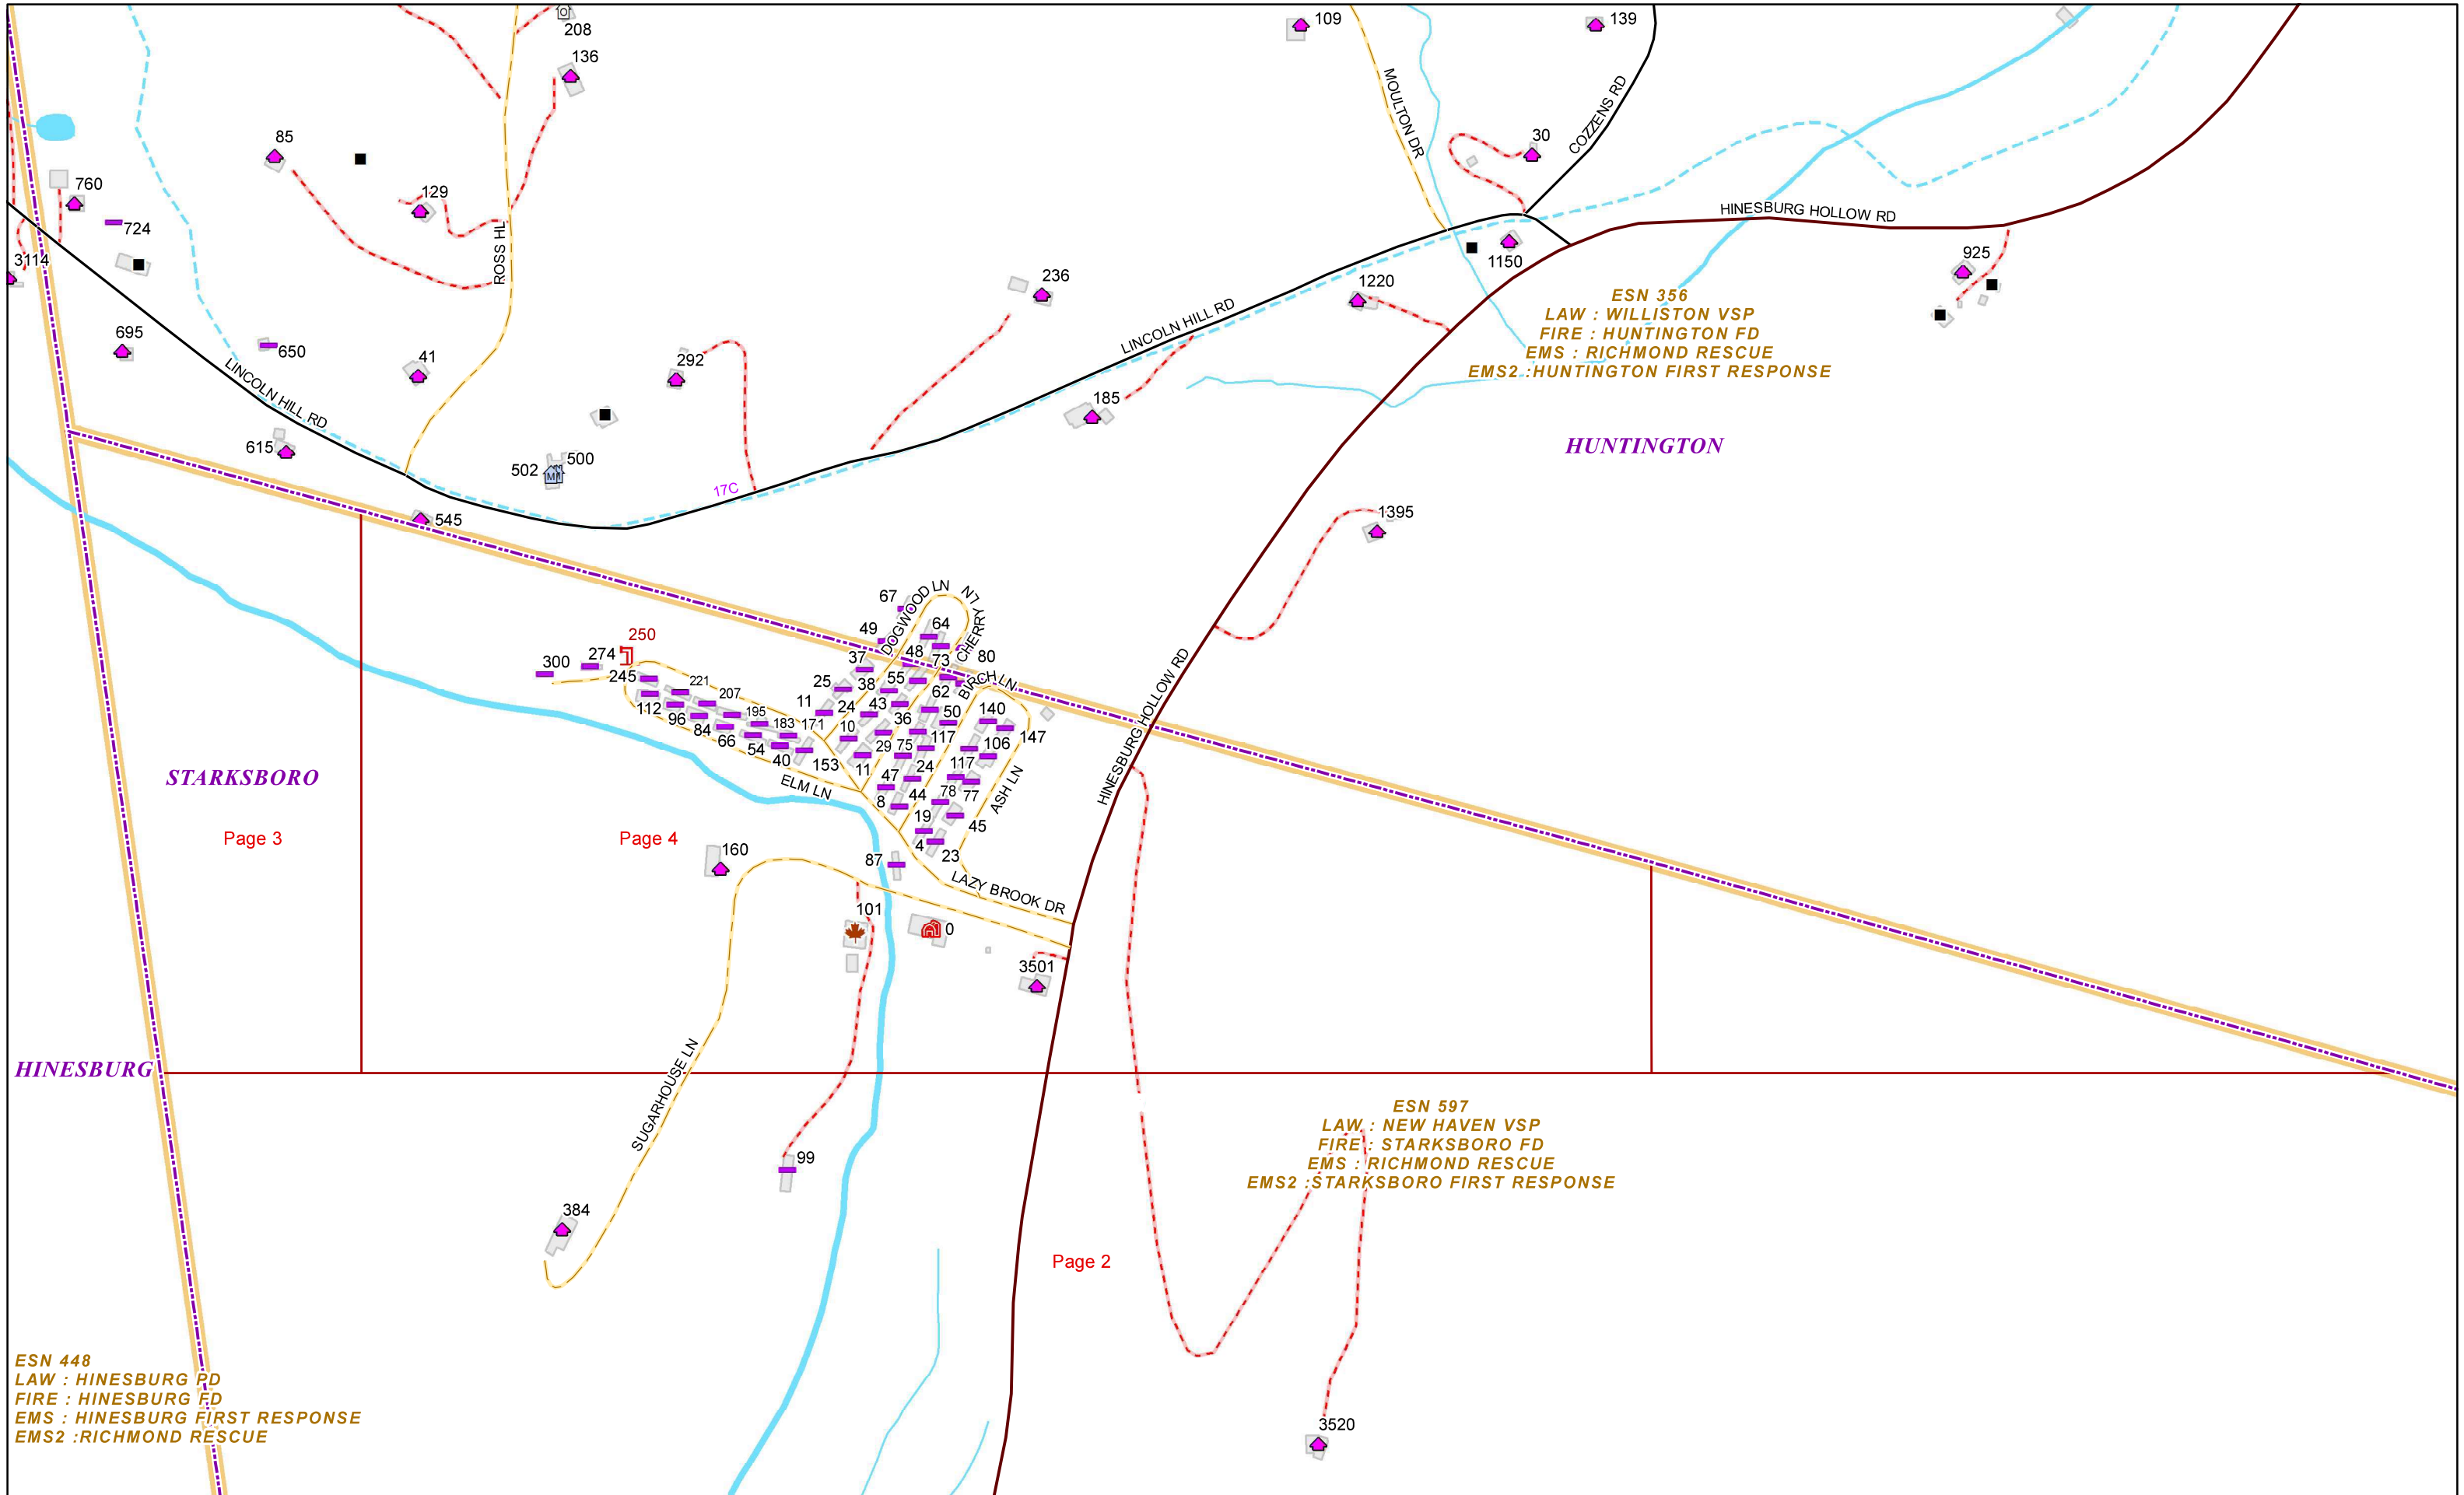 208
136
109
139
MOULTON DR
COZZENS RD
85
30
760
129
724
ROSS HL
HINESBURG HOLLOW RD
3114
236
1150
925
1220
ESN 356
LAW : WILLISTON VSP
FIRE : HUNTINGTON FD
EMS : RICHMOND RESCUE
EMS2 :HUNTINGTON FIRST RESPONSE
695
650
41
292
LINCOLN HILL RD
LINCOLN HILL RD
185
615
HUNTINGTON
502
500
17C
545
1395
67
DOGWOOD LN
CHERRY LN
49
64
250
300
274
37
48
73
80
245
221
25
38
55
62
BIRCH LN
112
207
11
24
43
36
50
140
147
96
195
84
183
171
10
117
106
66
54
40
153
29
75
11
24
117
HINESBURG HOLLOW RD
STARKSBORO
ELM LN
47
8
44
78
77
ASH LN
Page 3
Page 4
19
45
4
23
160
87
LAZY BROOK DR
101
0
3501
HINESBURG
SUGARHOUSE LN
ESN 597
LAW : NEW HAVEN VSP
FIRE : STARKSBORO FD
EMS : RICHMOND RESCUE
EMS2 :STARKSBORO FIRST RESPONSE
99
384
Page 2
ESN 448
LAW : HINESBURG PD
FIRE : HINESBURG FD
EMS : HINESBURG FIRST RESPONSE
EMS2 :RICHMOND RESCUE
3520